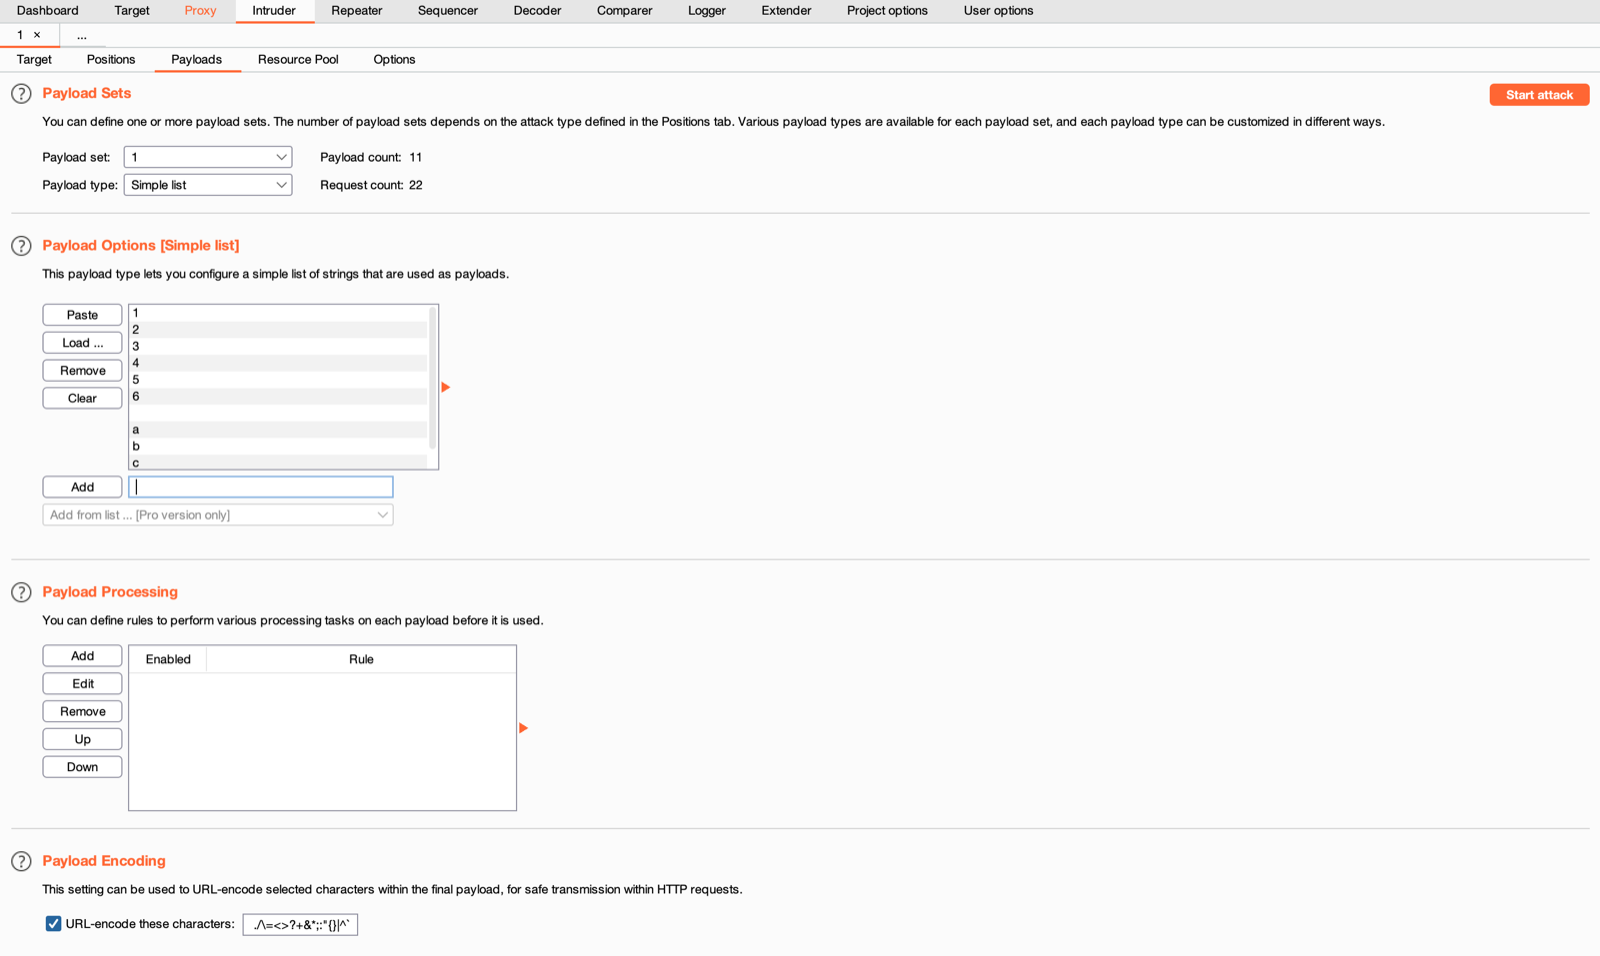 Dashboard Target Proxy Intruder Repeater Sequencer Decoder Comparer Logger Extender Project options User options
1 × ...
Target Positions Payloads Resource Pool Options
? Payload Sets Start attack
You can define one or more payload sets. The number of payload sets depends on the attack type defined in the Positions tab. Various payload types are available for each payload set, and each payload type can be customized in different ways.
Payload set: 1 Payload count: 11
Payload type: Simple list Request count: 22
? Payload Options [Simple list]
This payload type lets you configure a simple list of strings that are used as payloads.
Paste
Load ...
Remove
Clear
1
2
3
4
5
6
a
b
c
Add
Add from list ... [Pro version only]
? Payload Processing
You can define rules to perform various processing tasks on each payload before it is used.
Add
Edit
Remove
Up
Down
Enabled Rule
? Payload Encoding
This setting can be used to URL-encode selected characters within the final payload, for safe transmission within HTTP requests.
URL-encode these characters: ./\=<>?+&*;:"{}|^`